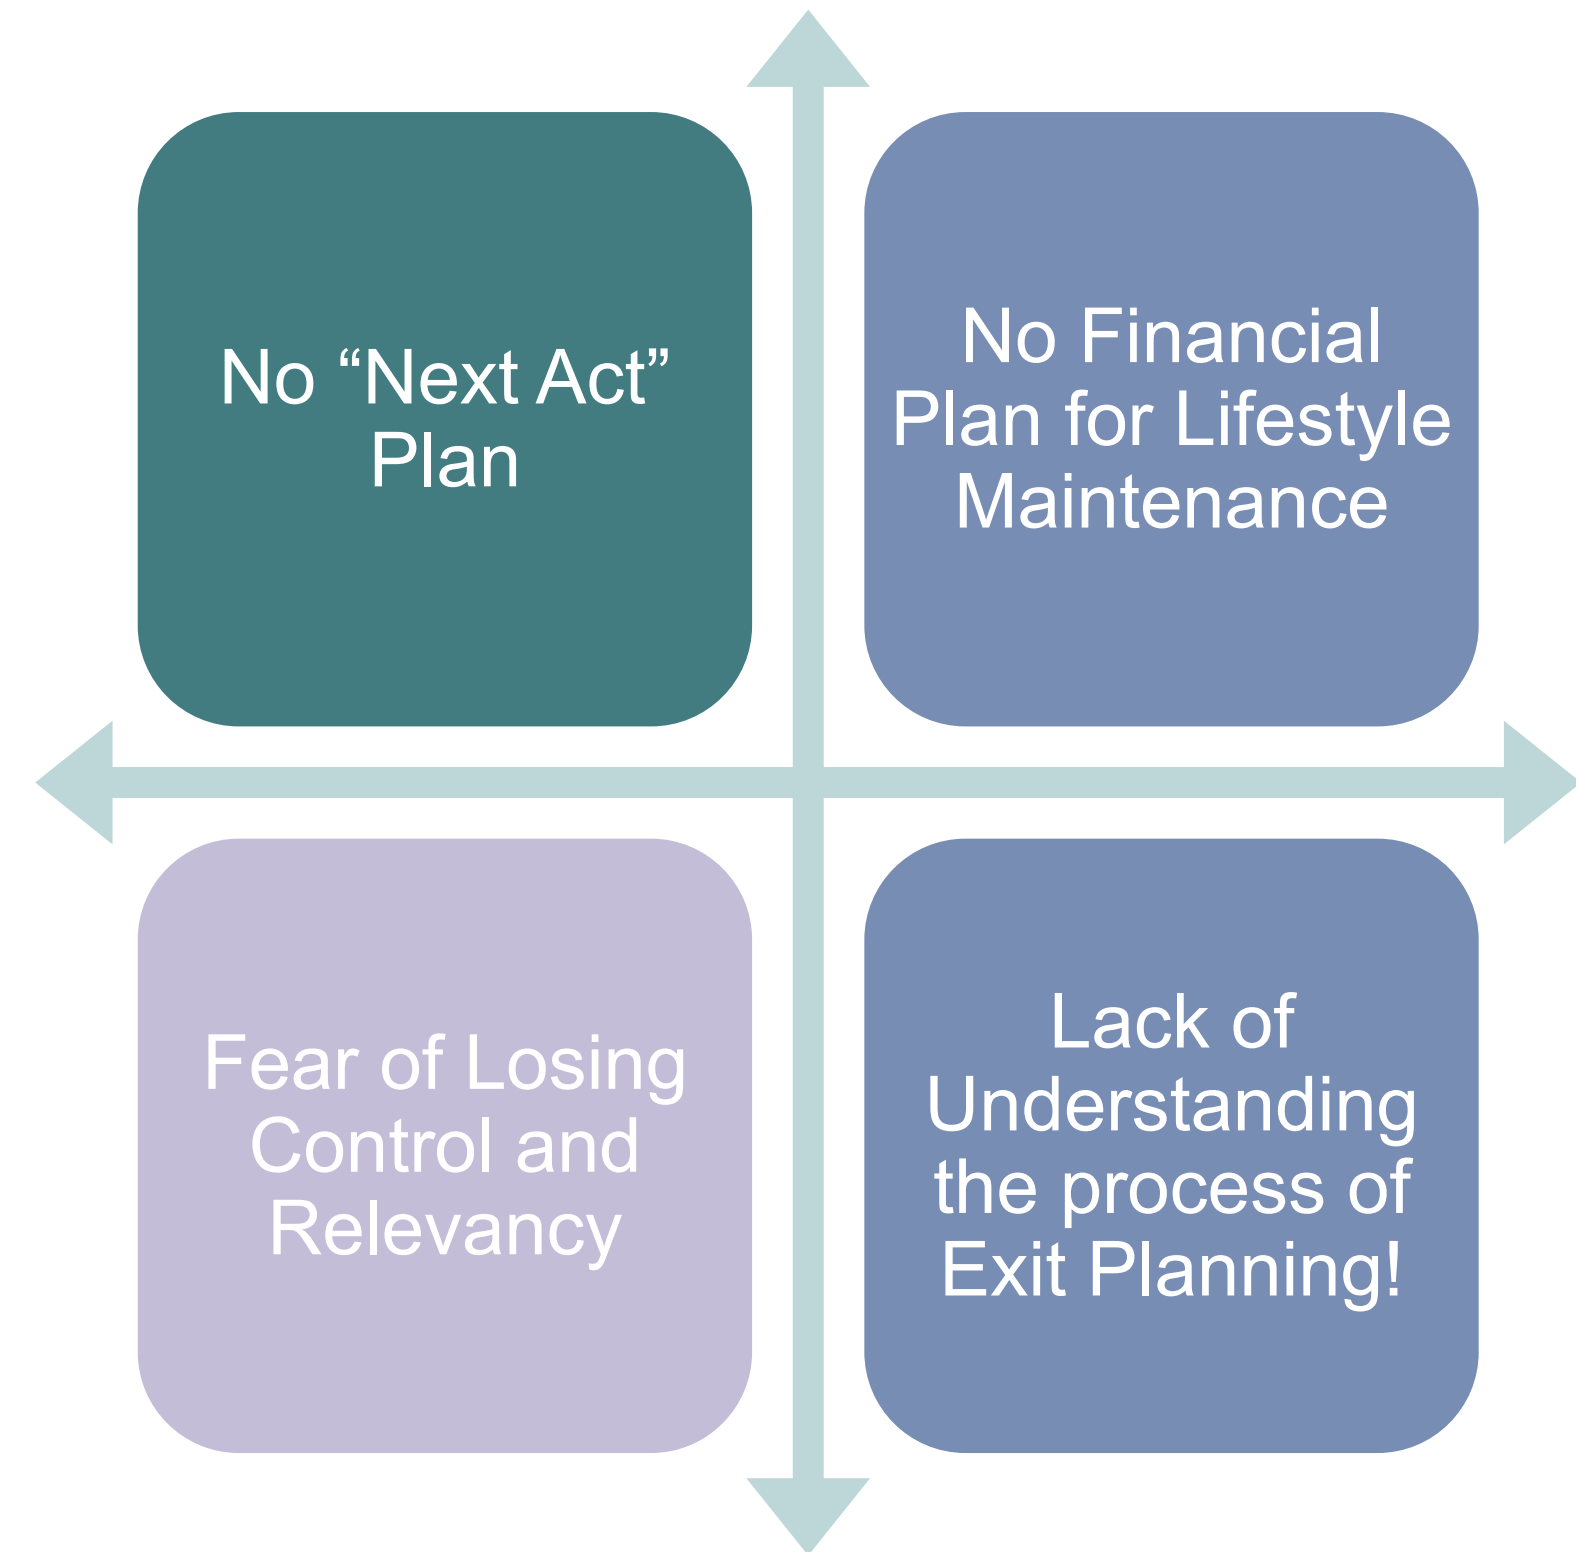 No “Next Act”
Plan
No Financial
Plan for Lifestyle
Maintenance
Fear of Losing
Control and
Relevancy
Lack of
Understanding
the process of
Exit Planning!